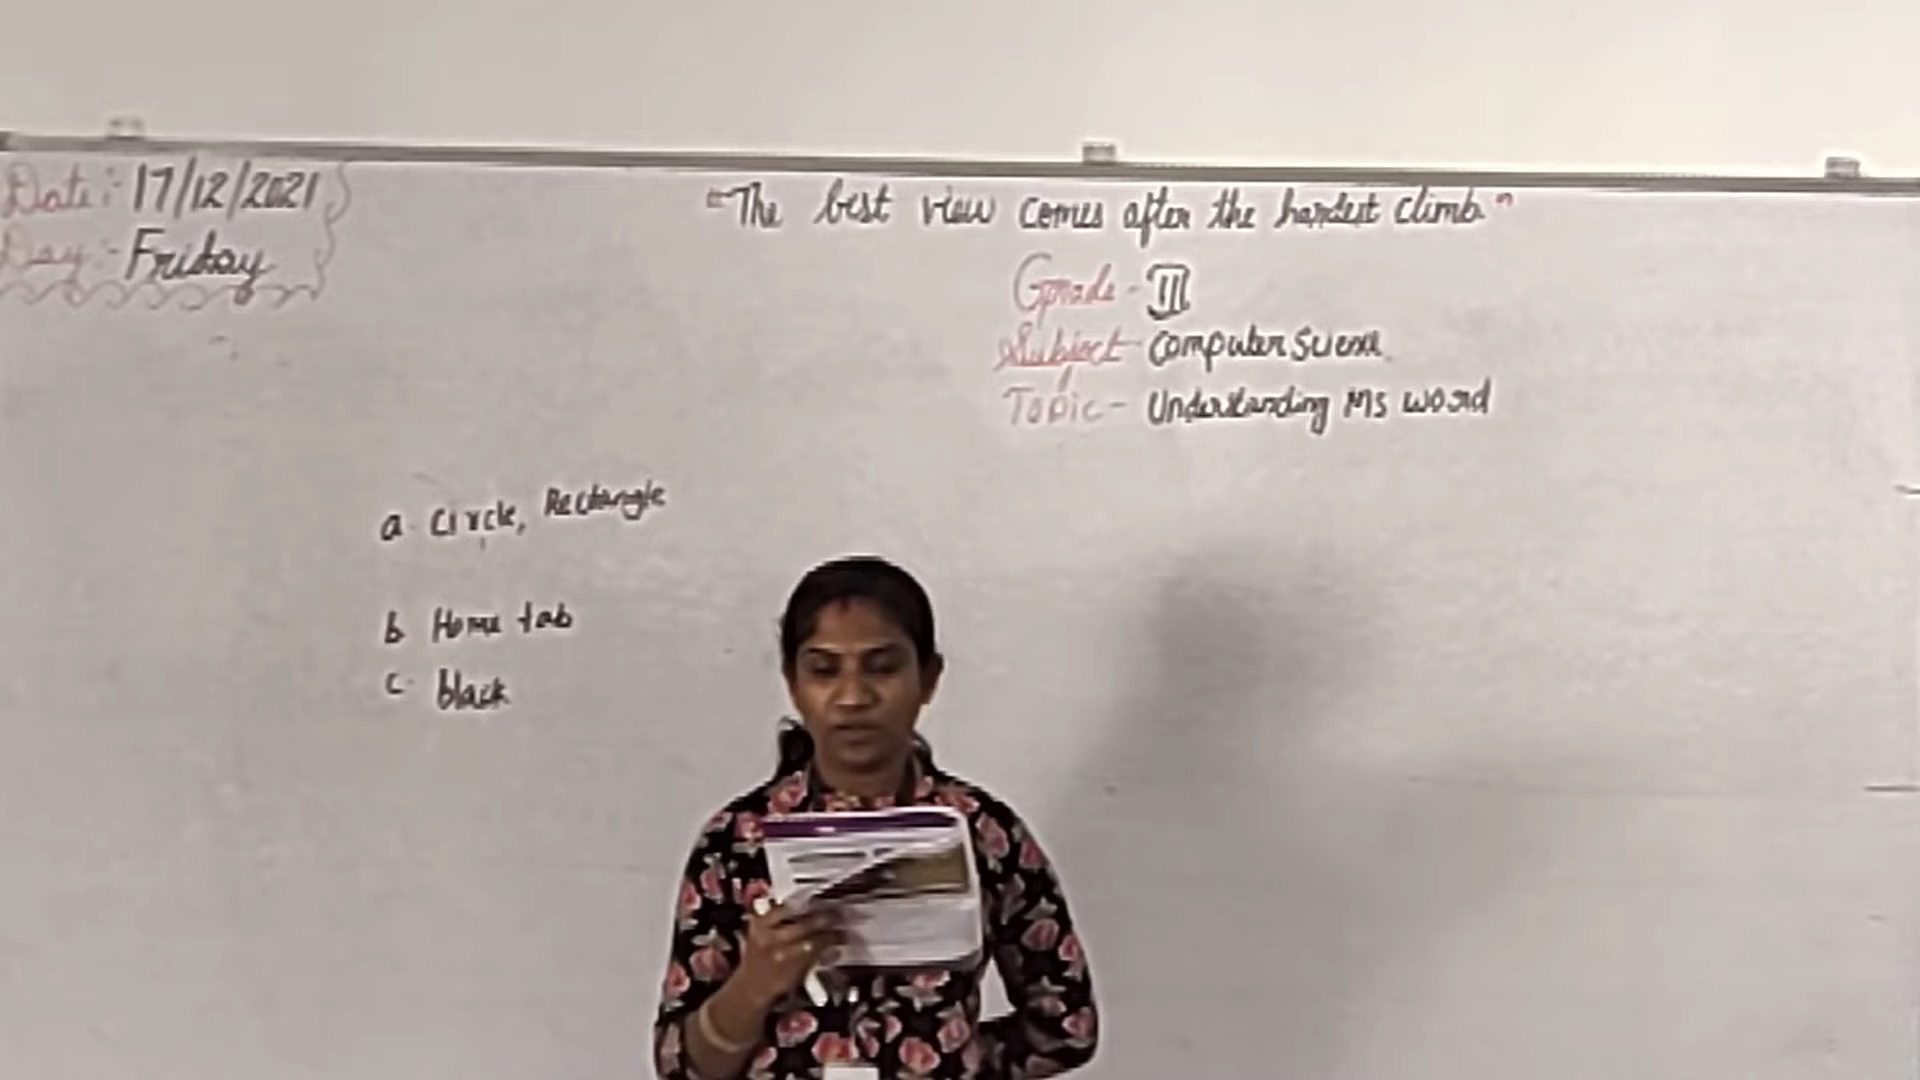 Date:- 17/12/2021
Day:- Friday
"The best view comes after the hardest climb"
Grade - III
Subject - Computer Science
Topic - Understanding MS word
a. Circle, Rectangle
b Home tab
c. black